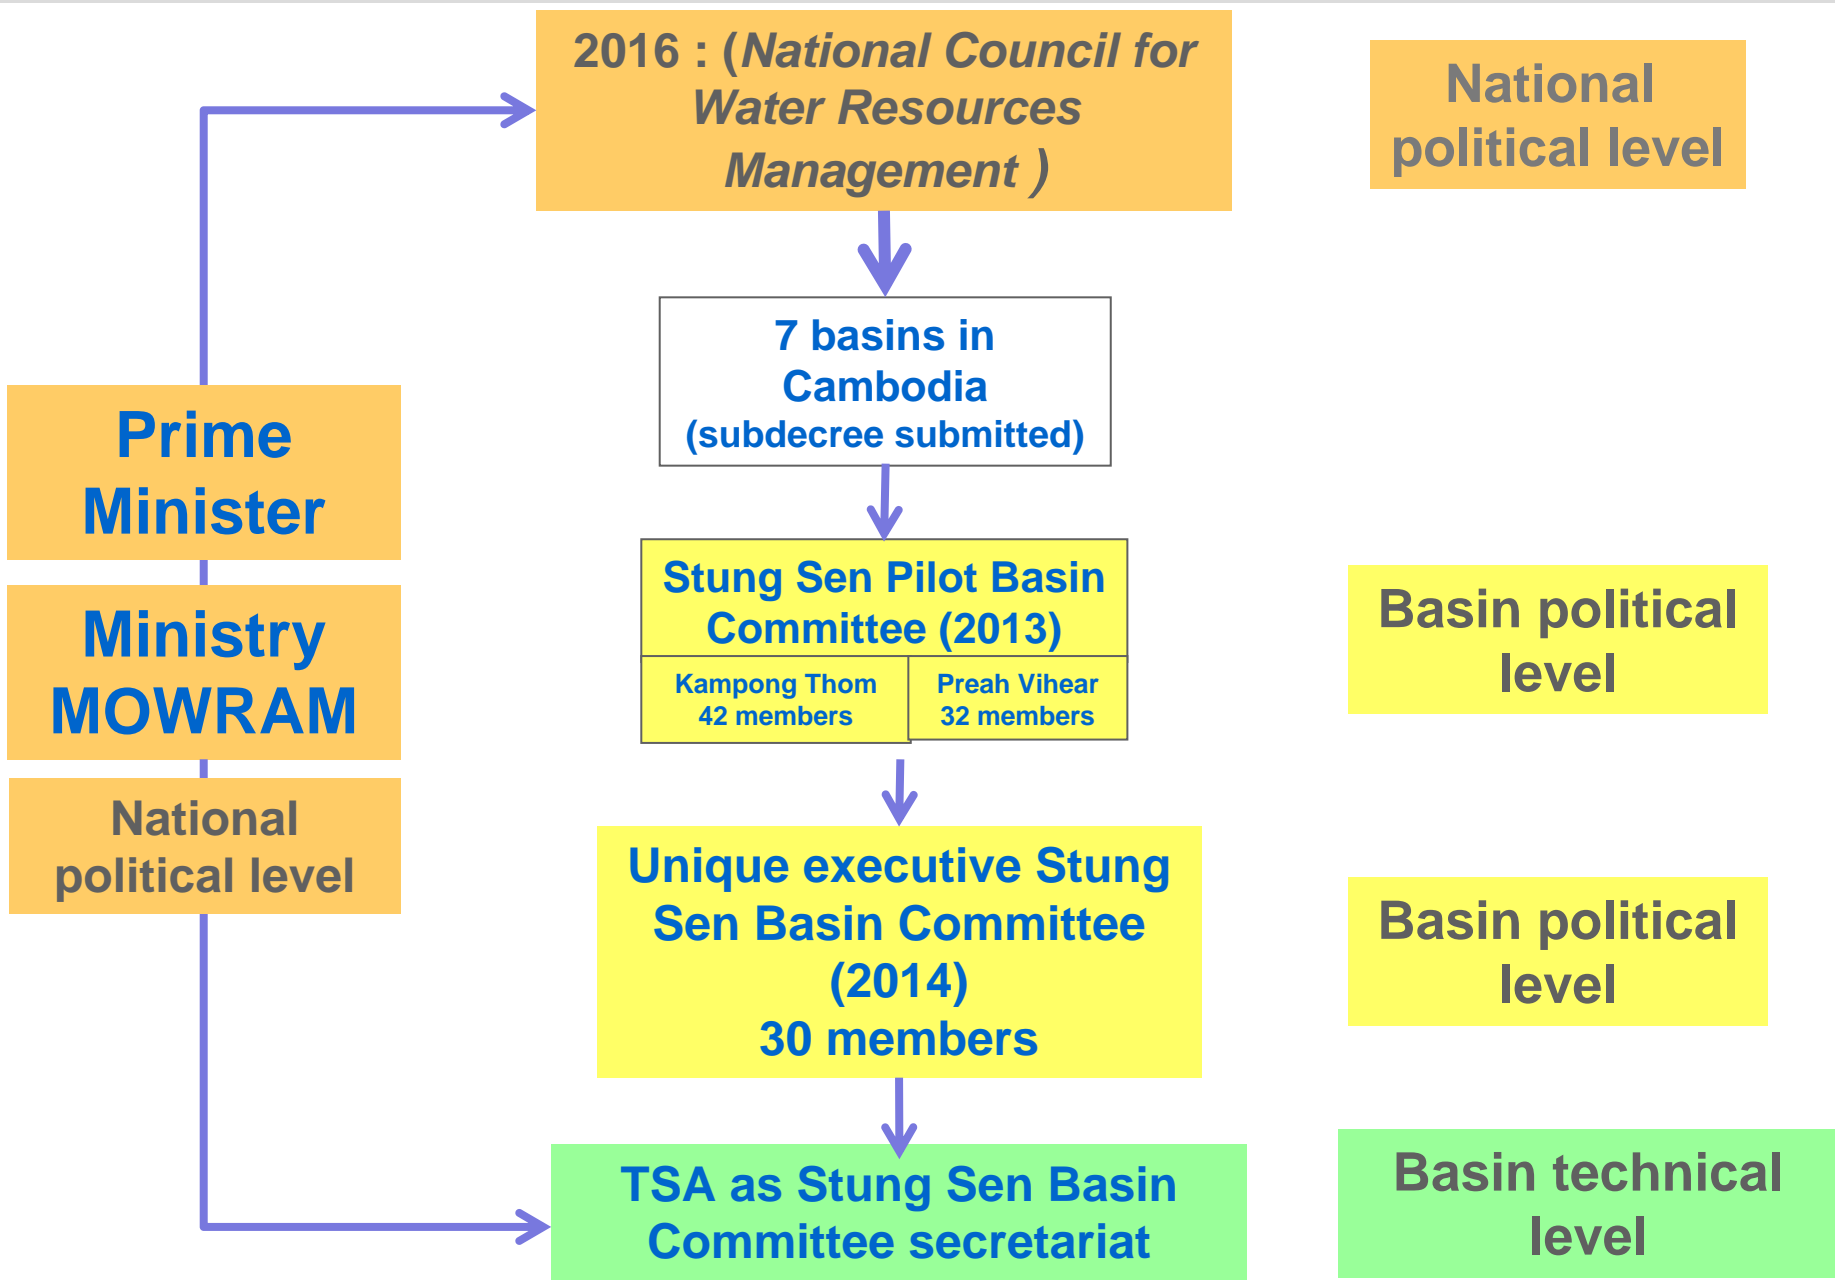 2016 : (National Council for
Water Resources
Management )
National
political level
7 basins in
Cambodia
(subdecree submitted)
Prime
Minister
Ministry
MOWRAM
National
political level
Stung Sen Pilot Basin
Committee (2013)
Kampong Thom
42 members
Preah Vihear
32 members
Basin political
level
Unique executive Stung
Sen Basin Committee
(2014)
30 members
Basin political
level
TSA as Stung Sen Basin
Committee secretariat
Basin technical
level